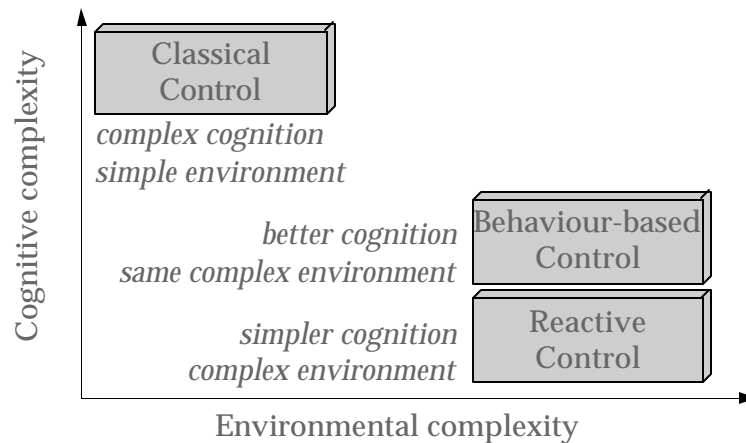 Cognitive complexity
Classical
Control
complex cognition
simple environment
better cognition
same complex environment
Behaviour-based
Control
simpler cognition
complex environment
Reactive
Control
Environmental complexity